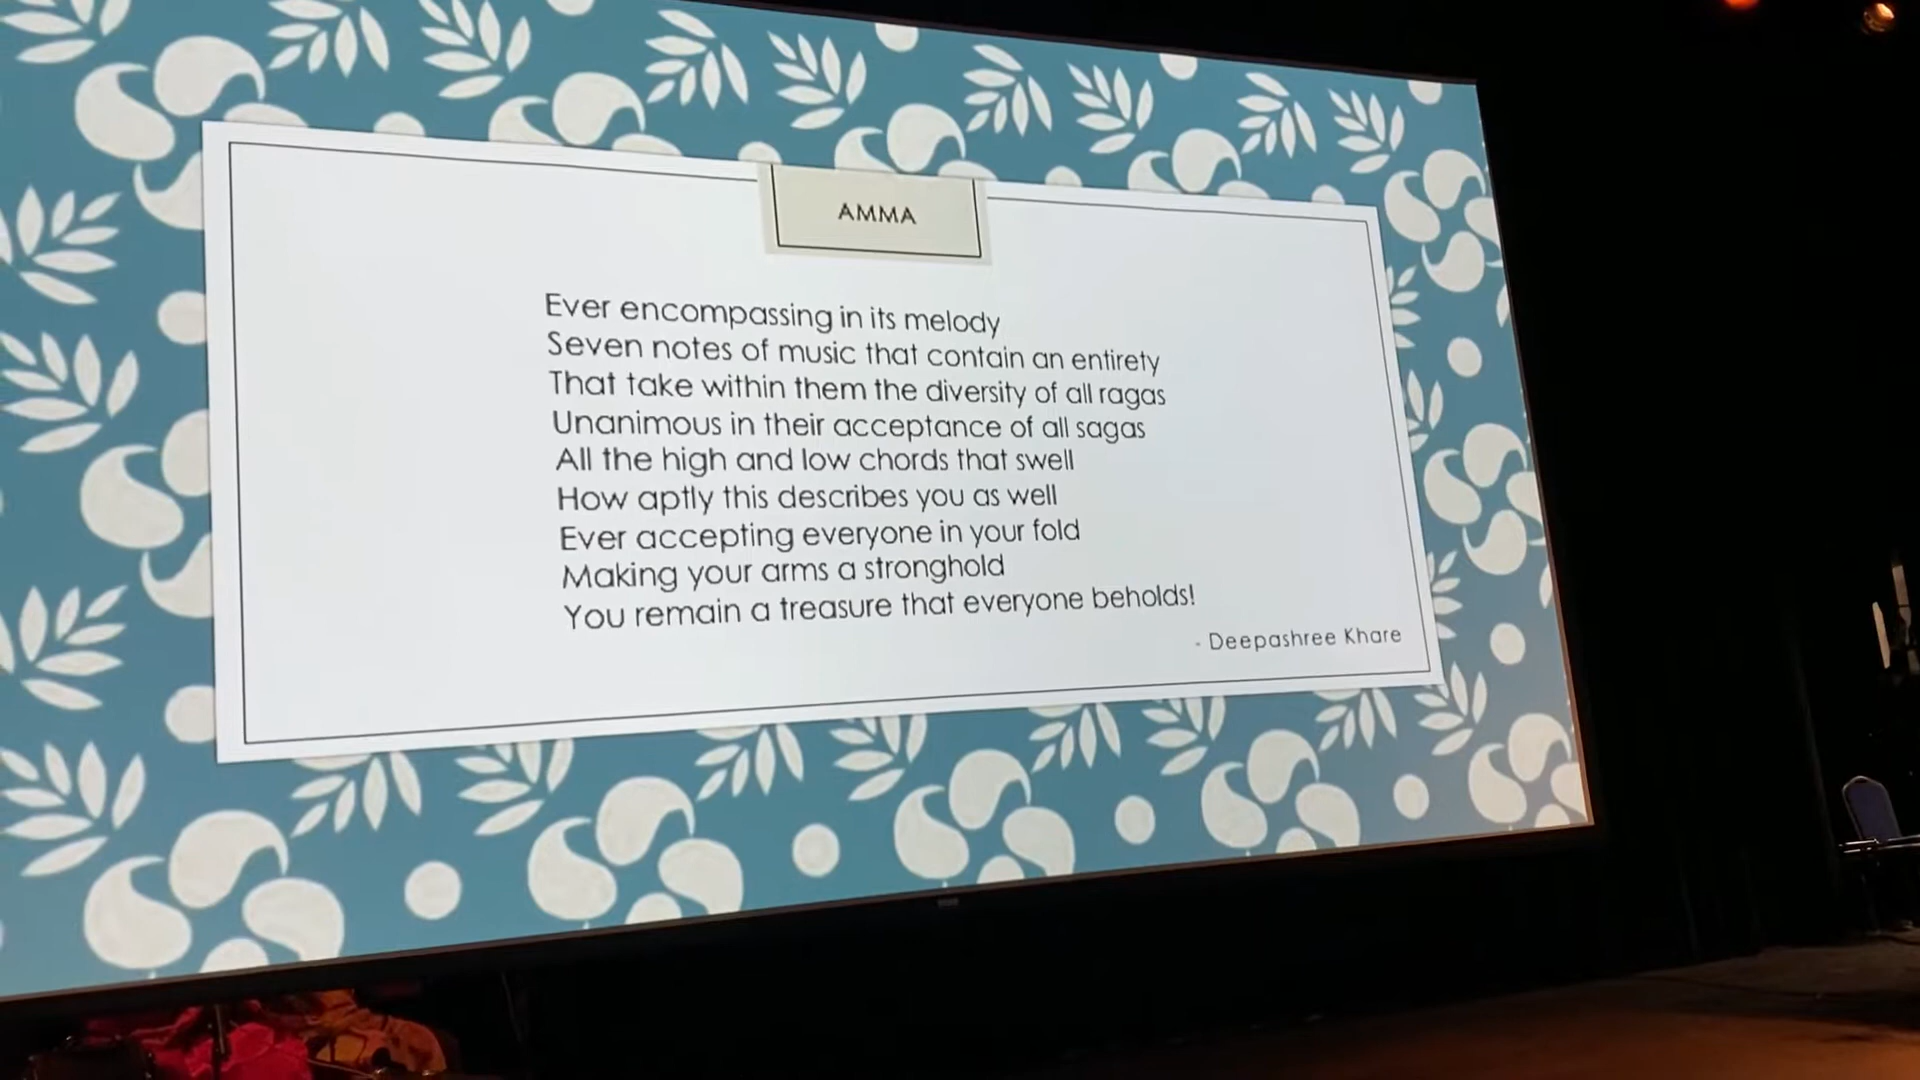 AMMA
Ever encompassing in its melody
Seven notes of music that contain an entirety
That take within them the diversity of all ragas
Unanimous in their acceptance of all sagas
All the high and low chords that swell
How aptly this describes you as well
Ever accepting everyone in your fold
Making your arms a stronghold
You remain a treasure that everyone beholds!
- Deepashree Khare